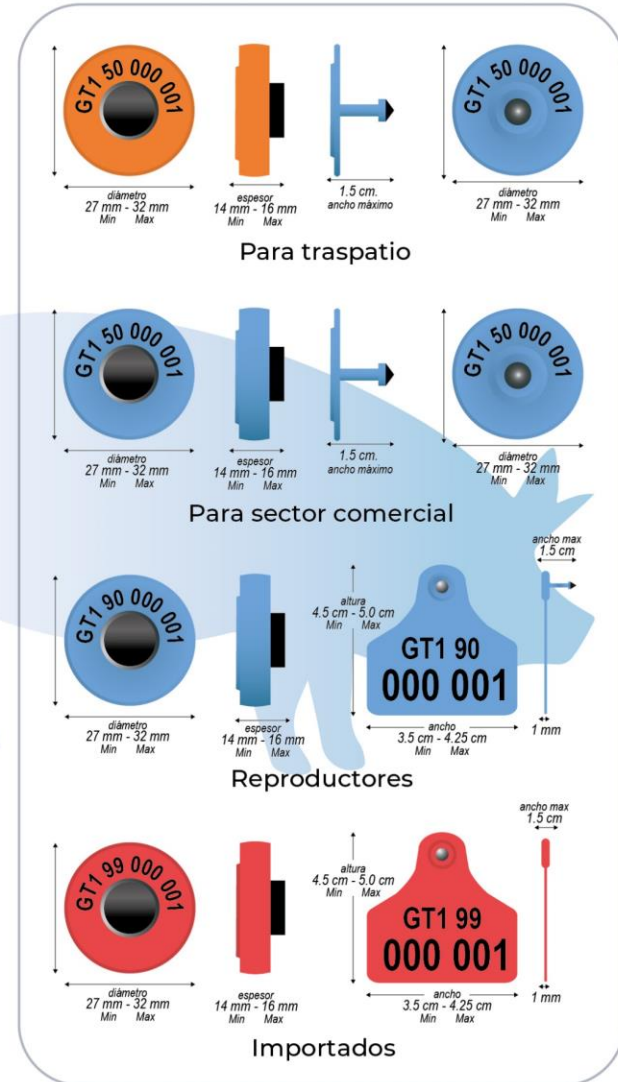 GT1 50 000 001
GT1 50 000 001
diàmetro
27 mm - 32 mm
Min Max
espesor
14 mm - 16 mm
Min Max
1.5 cm.
ancho màximo
diàmetro
27 mm - 32 mm
Min Max
Para traspatio
GT1 50 000 001
GT1 50 000 001
diàmetro
27 mm - 32 mm
Min Max
espesor
14 mm - 16 mm
Min Max
1.5 cm.
ancho màximo
diàmetro
27 mm - 32 mm
Min Max
Para sector comercial
GT1 90 000 001
altura
4.5 cm - 5.0 cm
Min Max
GT1 90
000 001
ancho max
1.5 cm
diàmetro
27 mm - 32 mm
Min Max
espesor
14 mm - 16 mm
Min Max
ancho
3.5 cm - 4.25 cm
Min Max
1 mm
Reproductores
GT1 99 000 001
altura
4.5 cm - 5.0 cm
Min Max
GT1 99
000 001
ancho max
1.5 cm
diàmetro
27 mm - 32 mm
Min Max
espesor
14 mm - 16 mm
Min Max
ancho
3.5 cm - 4.25 cm
Min Max
1 mm
Importados